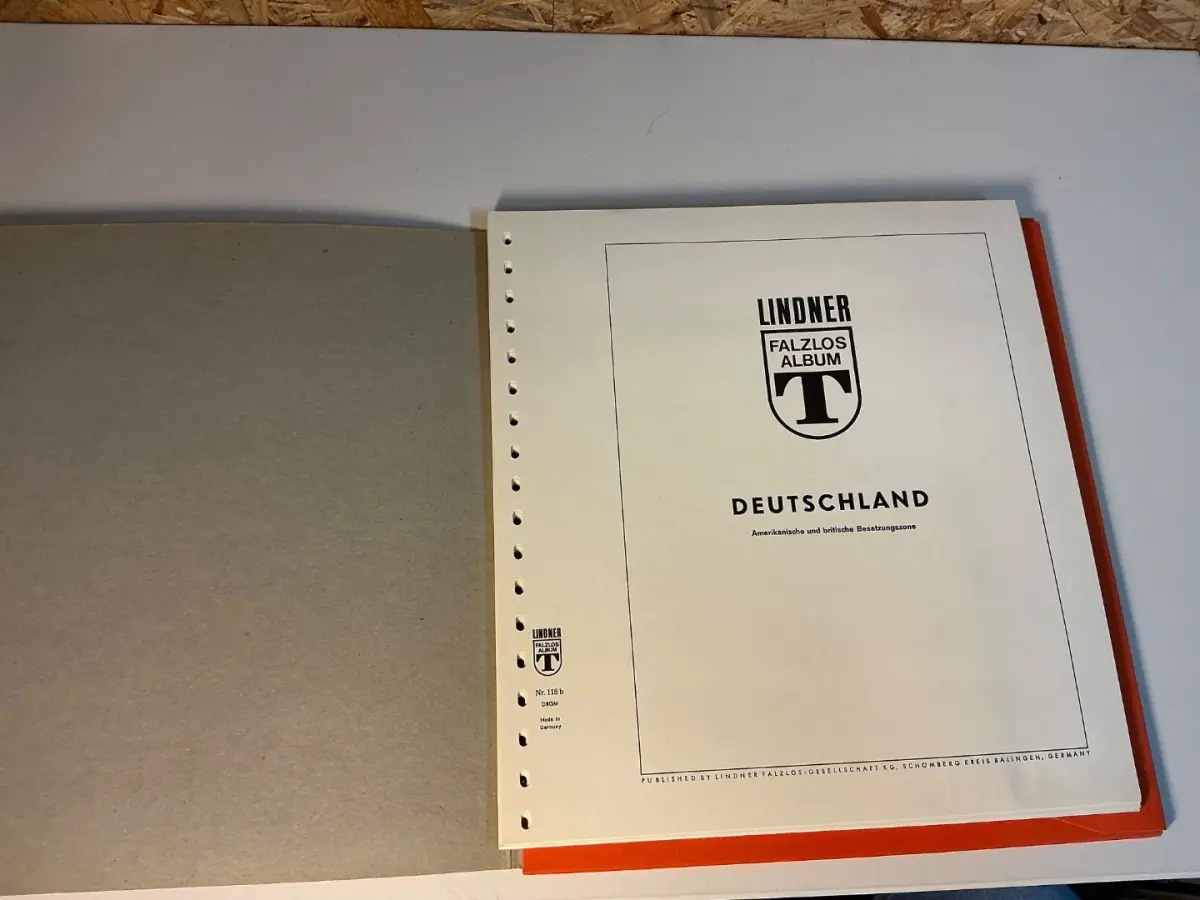 LINDNER
FALZLOS
ALBUM
T
DEUTSCHLAND
Amerikanische und britische Besatzungszone
LINDNER
FALZLOS
ALBUM
T
Nr. 118 b
DBGM
Made in
Germany
PUBLISHED BY LINDNER FALZLOS-GESELLSCHAFT KG, SCHÖMBERG KREIS BALINGEN, GERMANY